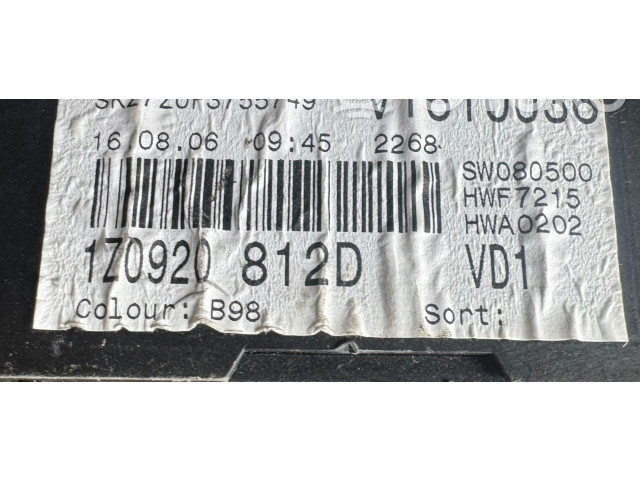 16.08.06 09:45 2268
SW080500
HWF7215
HWA0202
1Z0920 812D VD1
Colour: B98 Sort: